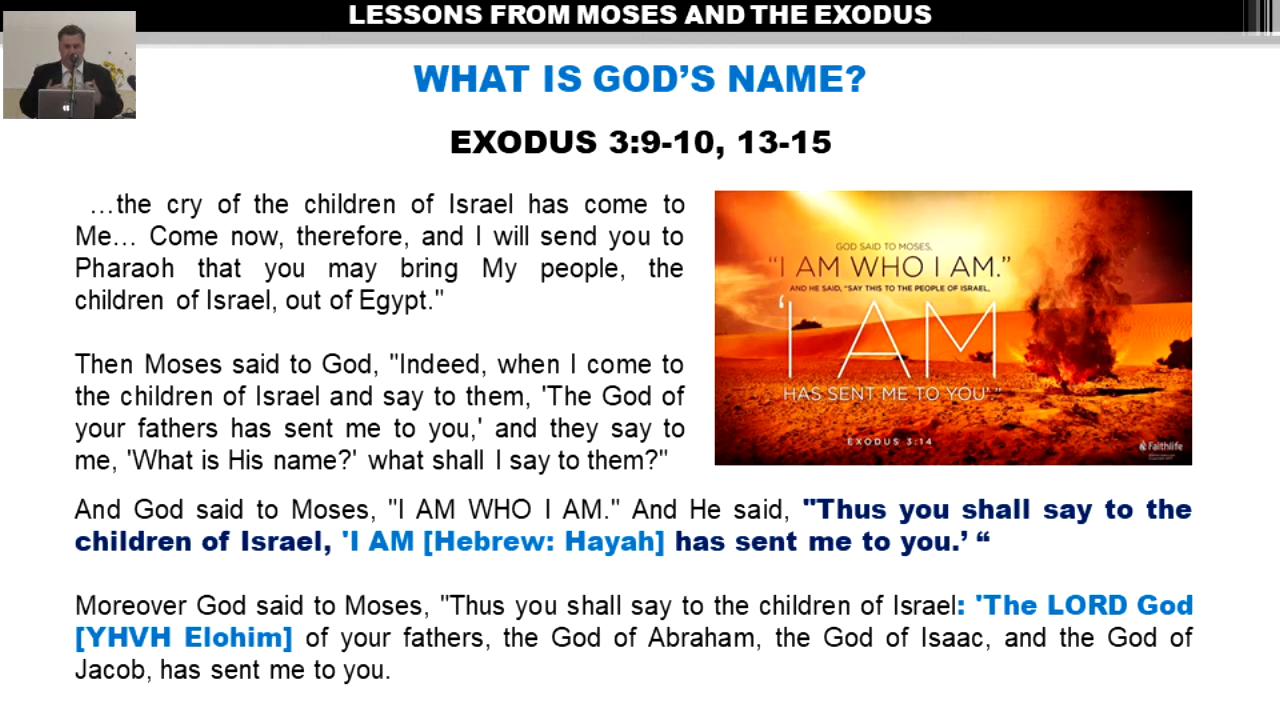 LESSONS FROM MOSES AND THE EXODUS
WHAT IS GOD’S NAME?
EXODUS 3:9-10, 13-15
…the cry of the children of Israel has come to
Me… Come now, therefore, and I will send you to
Pharaoh that you may bring My people, the
children of Israel, out of Egypt."
Then Moses said to God, "Indeed, when I come to
the children of Israel and say to them, 'The God of
your fathers has sent me to you,' and they say to
me, 'What is His name?' what shall I say to them?"
GOD SAID TO MOSES,
“I AM WHO I AM.”
AND HE SAID, “SAY THIS TO THE PEOPLE OF ISRAEL,
‘I AM
HAS SENT ME TO YOU’.”
EXODUS 3:14
Faithlife
And God said to Moses, "I AM WHO I AM." And He said, "Thus you shall say to the
children of Israel, 'I AM [Hebrew: Hayah] has sent me to you.’ “
Moreover God said to Moses, "Thus you shall say to the children of Israel: 'The LORD God
[YHVH Elohim] of your fathers, the God of Abraham, the God of Isaac, and the God of
Jacob, has sent me to you.